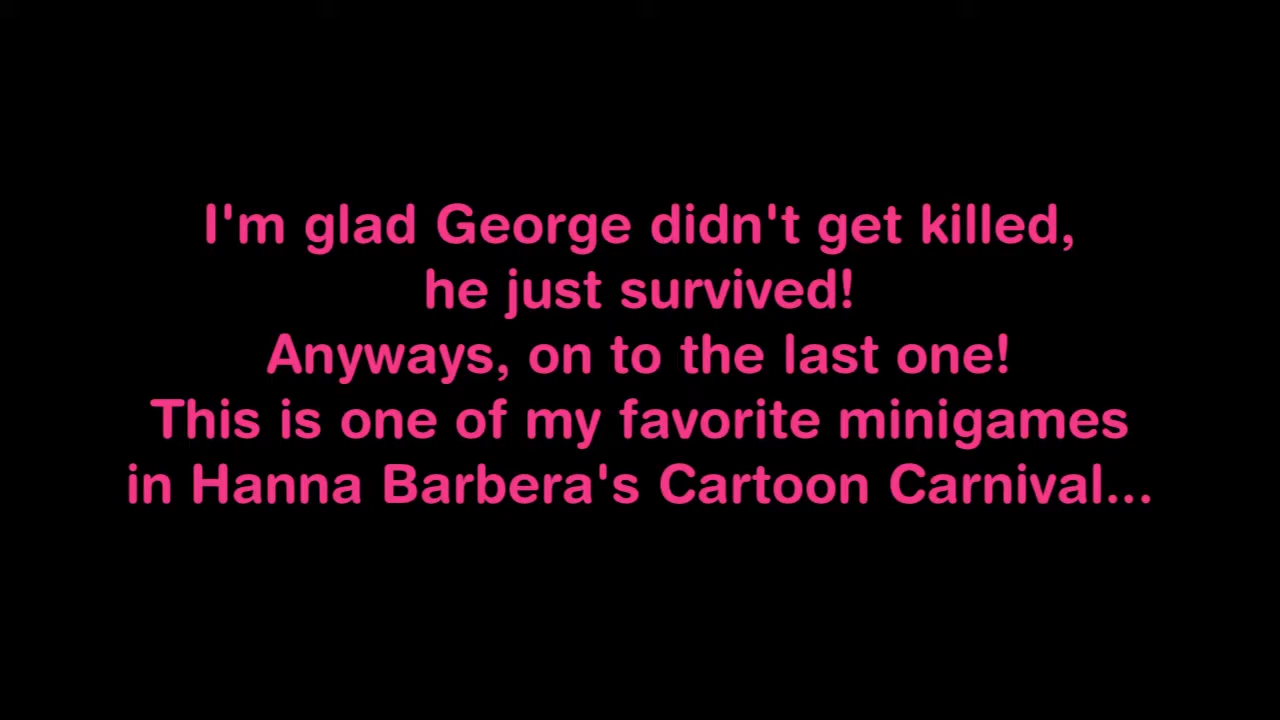 I'm glad George didn't get killed,
he just survived!
Anyways, on to the last one!
This is one of my favorite minigames
in Hanna Barbera's Cartoon Carnival...